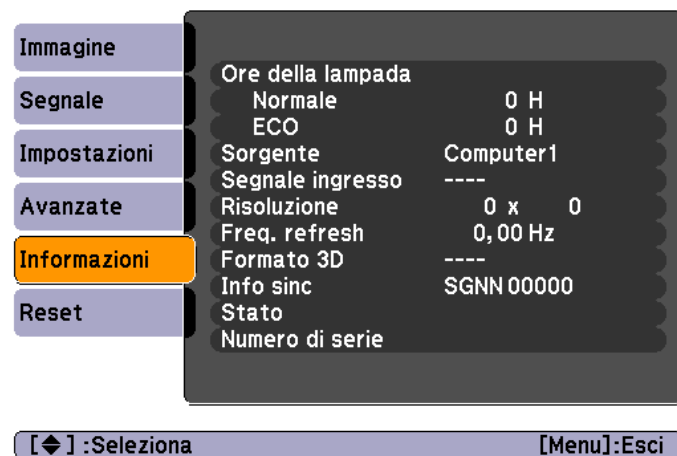 Immagine
Segnale
Impostazioni
Avanzate
Informazioni
Reset
Ore della lampada
Normale 0 H
ECO 0 H
Sorgente Computer1
Segnale ingresso ----
Risoluzione 0 x 0
Freq. refresh 0,00 Hz
Formato 3D ----
Info sinc SGNN 00000
Stato
Numero di serie
[◆] :Seleziona [Menu]:Esci